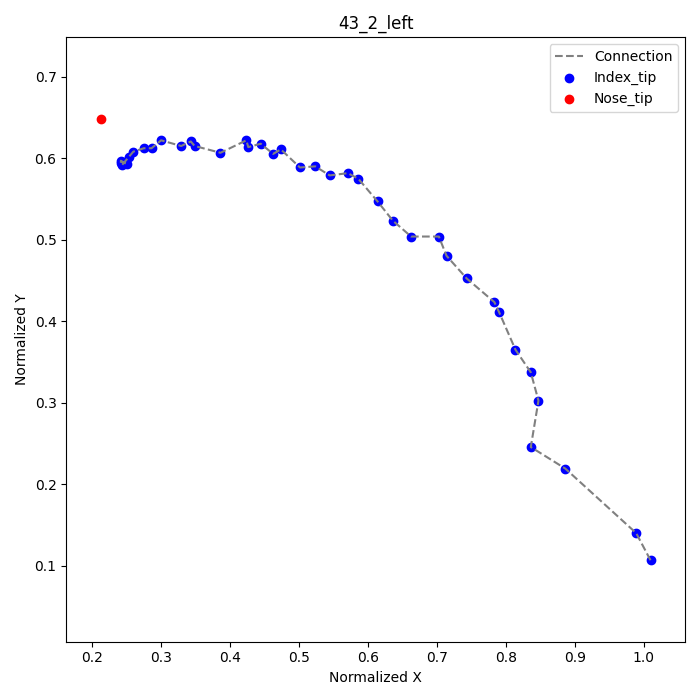 43_2_left
Connection
Index_tip
Nose_tip
0.7
0.6
0.5
0.4
0.3
0.2
0.1
Normalized Y
0.2 0.3 0.4 0.5 0.6 0.7 0.8 0.9 1.0
Normalized X